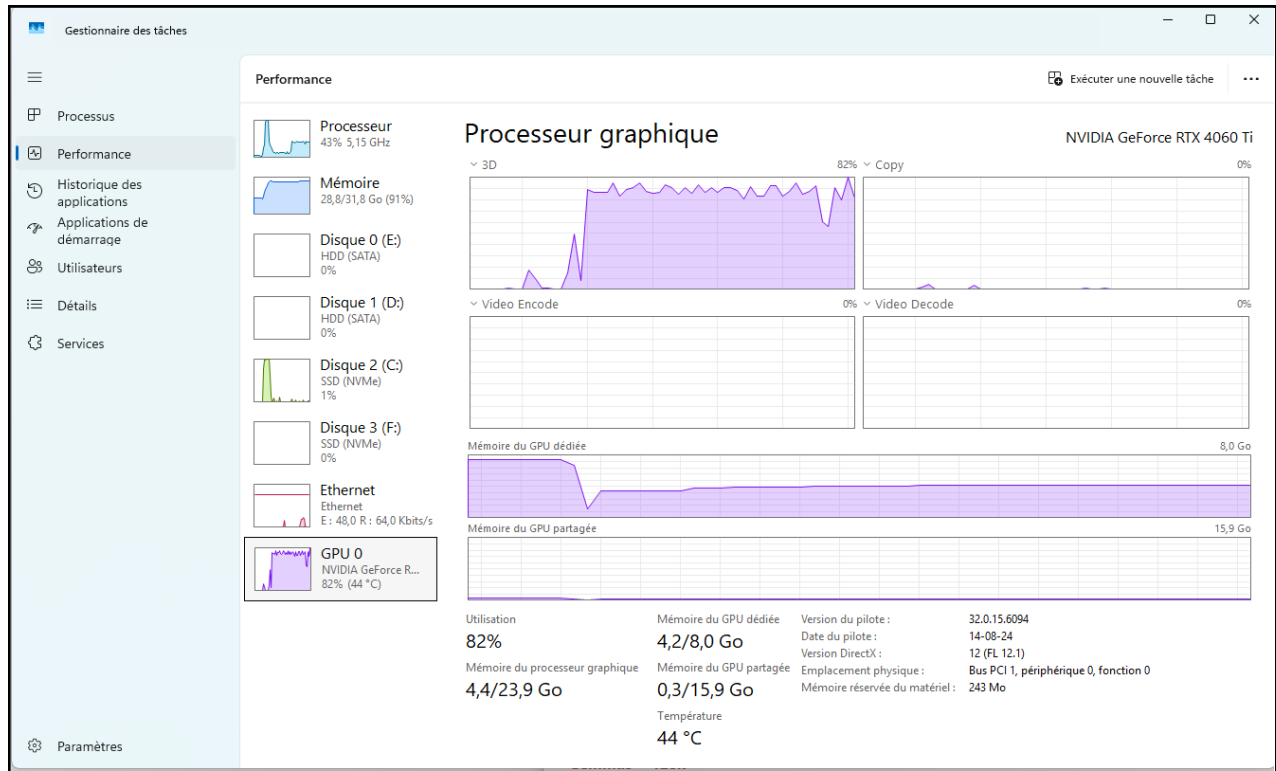 Gestionnaire des tâches
Processus
Performance
Historique des
applications
Applications de
démarrage
Utilisateurs
Détails
Services
Paramètres
Performance
Exécuter une nouvelle tâche
Processeur
43% 5,15 GHz
Mémoire
28,8/31,8 Go (91%)
Disque 0 (E:)
HDD (SATA)
0%
Disque 1 (D:)
HDD (SATA)
0%
Disque 2 (C:)
SSD (NVMe)
1%
Disque 3 (F:)
SSD (NVMe)
0%
Ethernet
Ethernet
E : 48,0 R : 64,0 Kbits/s
GPU 0
NVIDIA GeForce R...
82% (44 °C)
Processeur graphique
NVIDIA GeForce RTX 4060 Ti
3D 82%
Copy 0%
Video Encode 0%
Video Decode 0%
Mémoire du GPU dédiée 8,0 Go
Mémoire du GPU partagée 15,9 Go
Utilisation
82%
Mémoire du processeur graphique
4,4/23,9 Go
Mémoire du GPU dédiée
4,2/8,0 Go
Mémoire du GPU partagée
0,3/15,9 Go
Température
44 °C
Version du pilote : 32.0.15.6094
Date du pilote : 14-08-24
Version DirectX : 12 (FL 12.1)
Emplacement physique : Bus PCI 1, périphérique 0, fonction 0
Mémoire réservée du matériel : 243 Mo